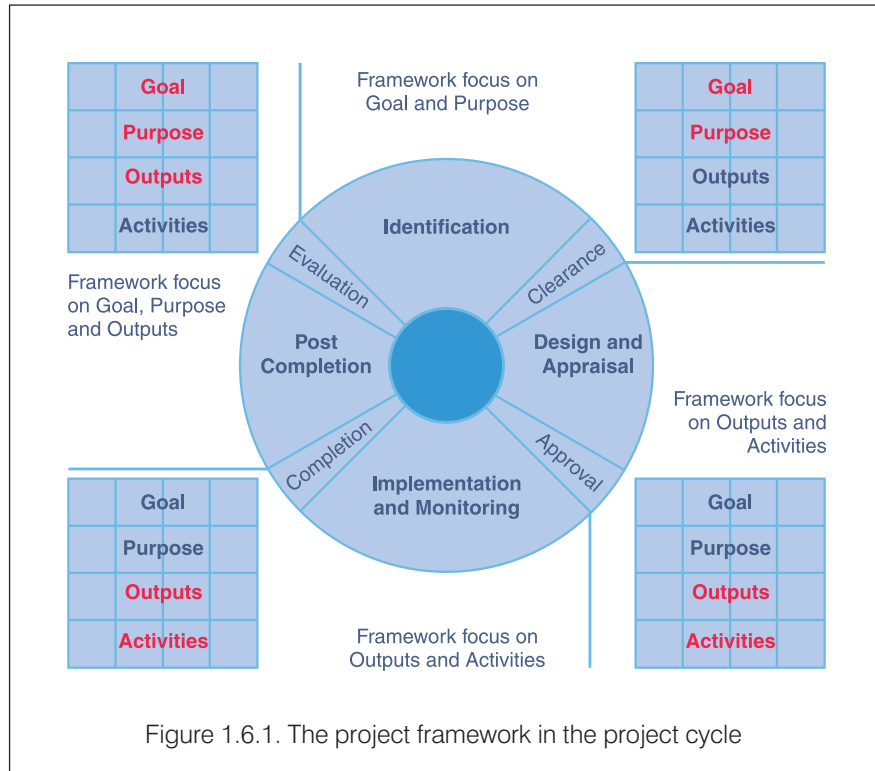 Goal
Purpose
Outputs
Activities
Framework focus on
Goal and Purpose
Goal
Purpose
Outputs
Activities
Framework focus
on Goal, Purpose
and Outputs
Identification
Evaluation
Clearance
Post
Completion
Design and
Appraisal
Completion
Approval
Implementation
and Monitoring
Framework focus
on Outputs and
Activities
Goal
Purpose
Outputs
Activities
Framework focus on
Outputs and Activities
Goal
Purpose
Outputs
Activities
Figure 1.6.1. The project framework in the project cycle